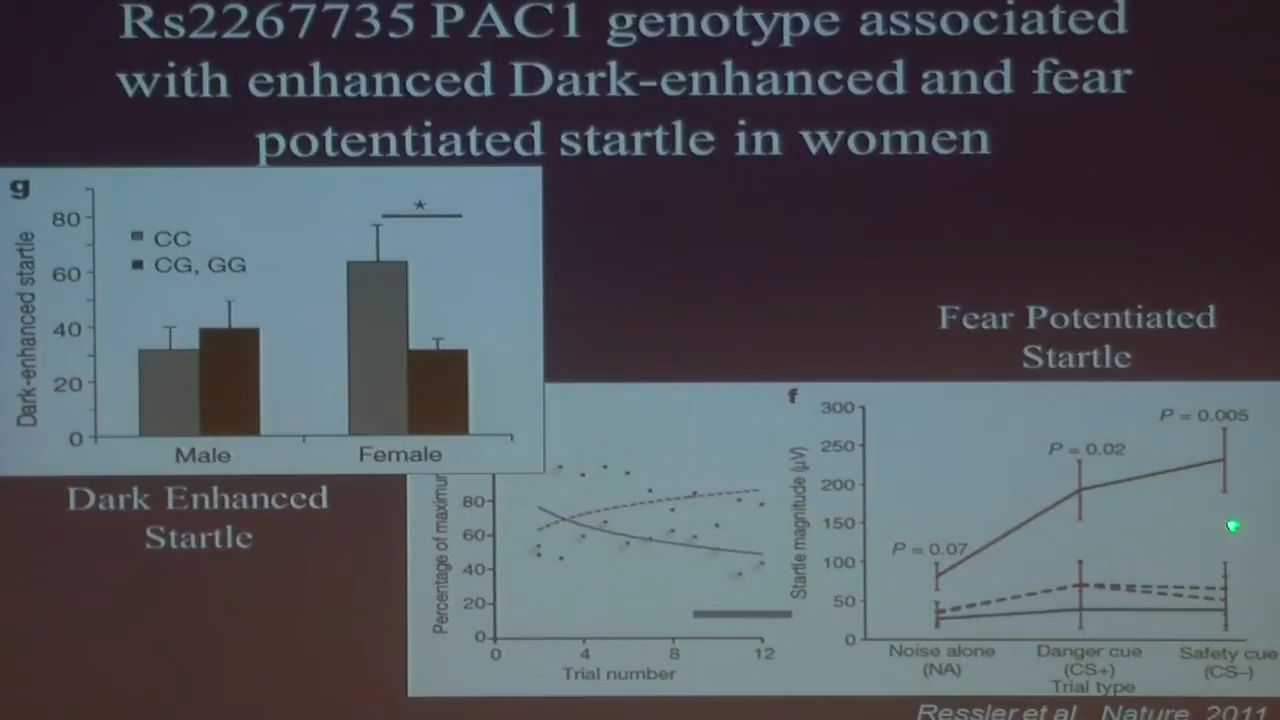 Rs2267735 PAC1 genotype associated
with enhanced Dark-enhanced and fear
potentiated startle in women
g
Dark-enhanced startle
80
60
40
20
0
CC
CG, GG
*
Male
Female
Dark Enhanced
Startle
Fear Potentiated
Startle
Percentage of maximum
80
60
40
20
0
0
4
8
12
Trial number
f
Startle magnitude (µV)
300
250
200
150
100
50
0
P = 0.07
P = 0.02
P = 0.005
Noise alone
(NA)
Danger cue
(CS+)
Safety cue
(CS–)
Trial type
Ressler et al., Nature, 2011